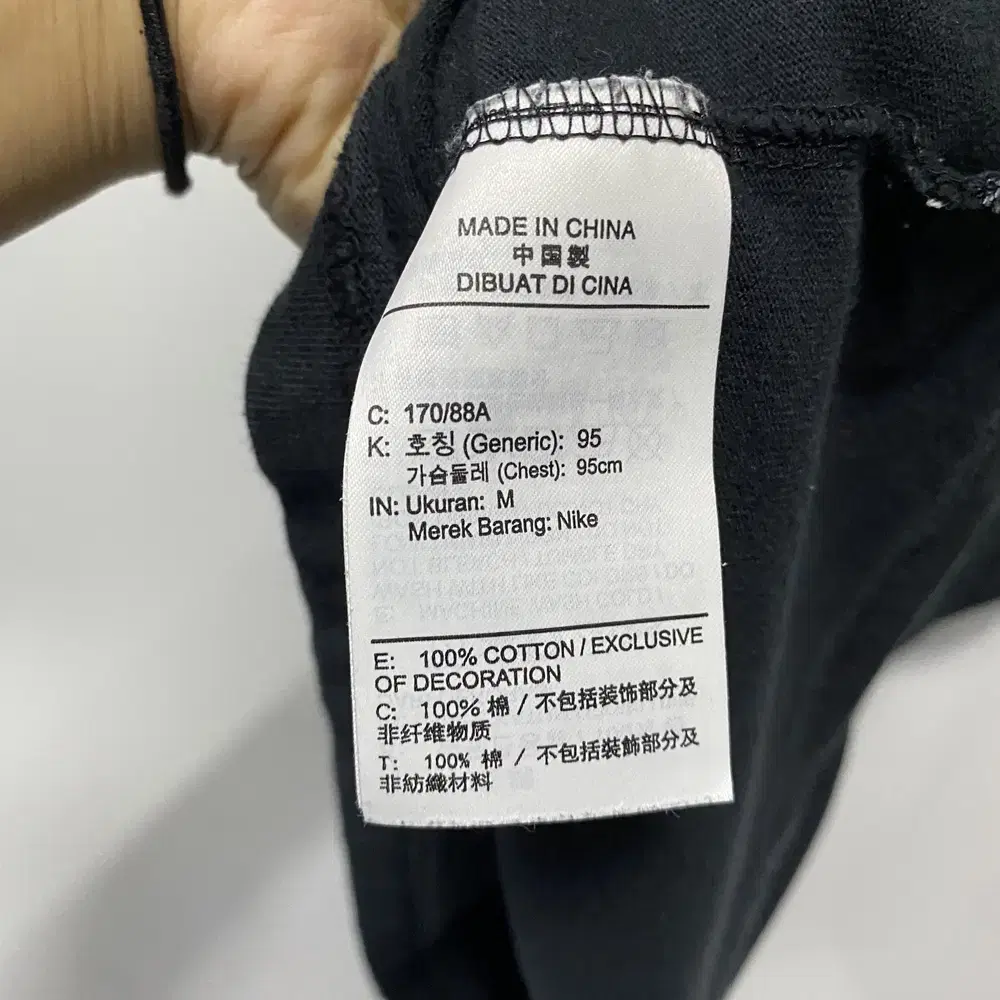 MADE IN CHINA
中国製
DIBUAT DI CINA
C: 170/88A
K: 호칭 (Generic): 95
가슴둘레 (Chest): 95cm
IN: Ukuran: M
Merek Barang: Nike
E: 100% COTTON / EXCLUSIVE
OF DECORATION
C: 100% 棉 / 不包括装饰部分及
非纤维物质
T: 100% 棉 / 不包括裝飾部分及
非紡織材料